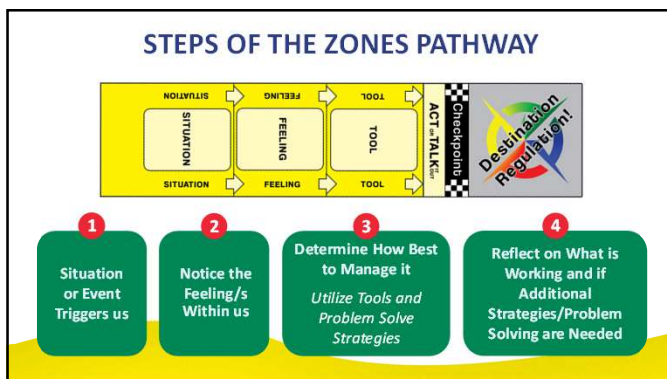 STEPS OF THE ZONES PATHWAY
SITUATION
FEELING
TOOL
SITUATION
FEELING
TOOL
SITUATION
FEELING
TOOL
ACT OR TALK IT OUT
Checkpoint
Destination
Regulation!
1
Situation
or Event
Triggers us
2
Notice the
Feeling/s
Within us
3
Determine How Best
to Manage it
Utilize Tools and
Problem Solve
Strategies
4
Reflect on What is
Working and if
Additional
Strategies/Problem
Solving are Needed